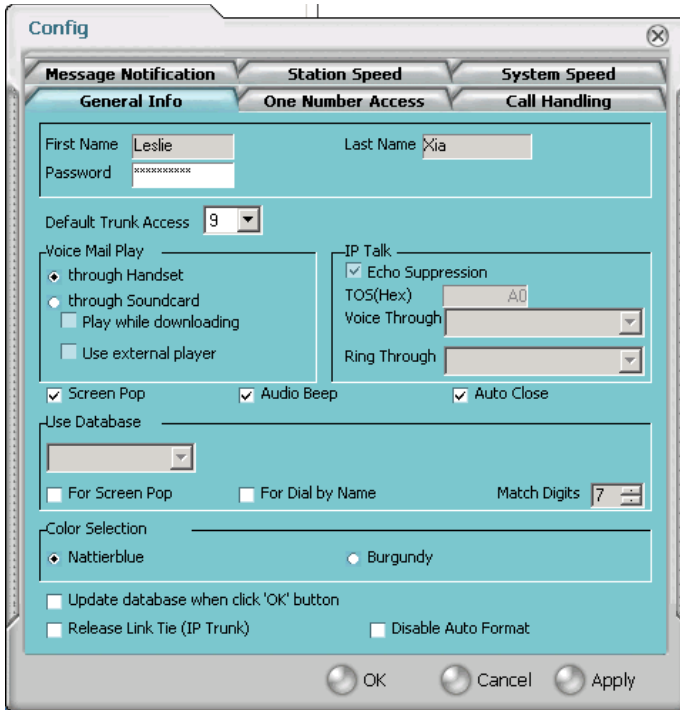 Config
Message Notification Station Speed System Speed
General Info One Number Access Call Handling
First Name Leslie Last Name Xia
Password **********
Default Trunk Access 9
Voice Mail Play IP Talk
through Handset Echo Suppression
through Soundcard TOS(Hex) A0
Play while downloading Voice Through
Use external player Ring Through
Screen Pop Audio Beep Auto Close
Use Database
For Screen Pop For Dial by Name Match Digits 7
Color Selection
Nattierblue Burgundy
Update database when click 'OK' button
Release Link Tie (IP Trunk) Disable Auto Format
OK Cancel Apply